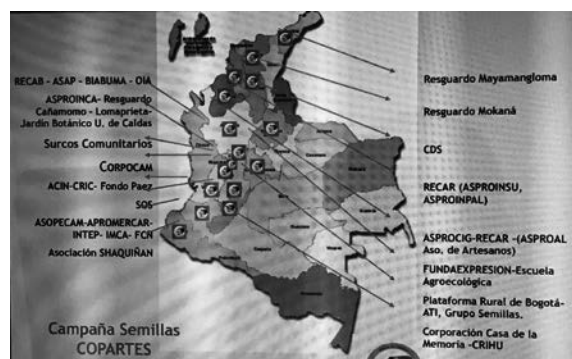 RECAB - ASAP - BIABUMA - OIA
ASPROINCA- Resguardo
Cañamomo - Lomaprieta-
Jardín Botánico U. de Caldas
Surcos Comunitarios
CORPOCAM
ACIN-CRIC- Fondo Paez
SOS
ASOPECAM-APROMERCAR-
INTEP- IMCA- FCN
Asociación SHAQUIÑAN
Campaña Semillas
COPARTES
Resguardo Mayamangloma
Resguardo Mokaná
CDS
RECAR (ASPROINSU,
ASPROINPAL)
ASPROCIG-RECAR -(ASPROAL
Aso. de Artesanos)
FUNDAEXPRESION-Escuela
Agroecológica
Plataforma Rural de Bogotá-
ATI, Grupo Semillas.
Corporación Casa de la
Memoria -CRIHU